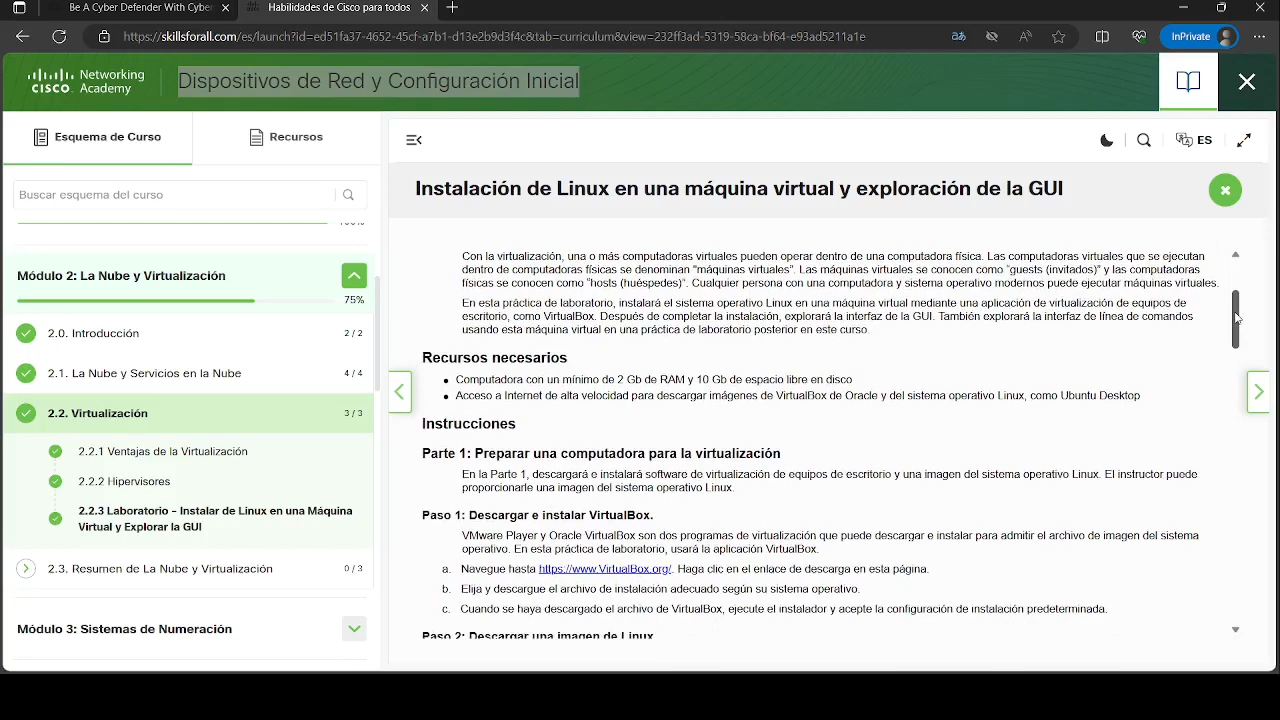 Be A Cyber Defender With Cyber
Habilidades de Cisco para todos
https://skillsforall.com/es/launch?id=ed51fa37-4652-45cf-a7b1-d13e2b9d3f4c8&tab=curriculum&view=232ff3ad-5319-58ca-bf64-e93ad5211a1e
InPrivate
Networking
CISCO Academy
Dispositivos de Red y Configuración Inicial
Esquema de Curso
Recursos
Buscar esquema del curso
100%
Módulo 2: La Nube y Virtualización
75%
2.0. Introducción 2 / 2
2.1. La Nube y Servicios en la Nube 4 / 4
2.2. Virtualización 3 / 3
2.2.1 Ventajas de la Virtualización
2.2.2 Hipervisores
2.2.3 Laboratorio – Instalar de Linux en una Máquina
Virtual y Explorar la GUI
2.3. Resumen de La Nube y Virtualización 0 / 3
Módulo 3: Sistemas de Numeración
ES
Instalación de Linux en una máquina virtual y exploración de la GUI
Con la virtualización, una o más computadoras virtuales pueden operar dentro de una computadora física. Las computadoras virtuales que se ejecutan
dentro de computadoras físicas se denominan "máquinas virtuales". Las máquinas virtuales se conocen como "guests (invitados)" y las computadoras
físicas se conocen como "hosts (huéspedes)". Cualquier persona con una computadora y sistema operativo modernos puede ejecutar máquinas virtuales.
En esta práctica de laboratorio, instalará el sistema operativo Linux en una máquina virtual mediante una aplicación de virtualización de equipos de
escritorio, como VirtualBox. Después de completar la instalación, explorará la interfaz de la GUI. También explorará la interfaz de línea de comandos
usando esta máquina virtual en una práctica de laboratorio posterior en este curso.
Recursos necesarios
• Computadora con un mínimo de 2 Gb de RAM y 10 Gb de espacio libre en disco
• Acceso a Internet de alta velocidad para descargar imágenes de VirtualBox de Oracle y del sistema operativo Linux, como Ubuntu Desktop
Instrucciones
Parte 1: Preparar una computadora para la virtualización
En la Parte 1, descargará e instalará software de virtualización de equipos de escritorio y una imagen del sistema operativo Linux. El instructor puede
proporcionarle una imagen del sistema operativo Linux.
Paso 1: Descargar e instalar VirtualBox.
VMware Player y Oracle VirtualBox son dos programas de virtualización que puede descargar e instalar para admitir el archivo de imagen del sistema
operativo. En esta práctica de laboratorio, usará la aplicación VirtualBox.
a. Navegue hasta https://www.VirtualBox.org/. Haga clic en el enlace de descarga en esta página.
b. Elija y descargue el archivo de instalación adecuado según su sistema operativo.
c. Cuando se haya descargado el archivo de VirtualBox, ejecute el instalador y acepte la configuración de instalación predeterminada.
Paso 2: Descargar una imagen de Linux